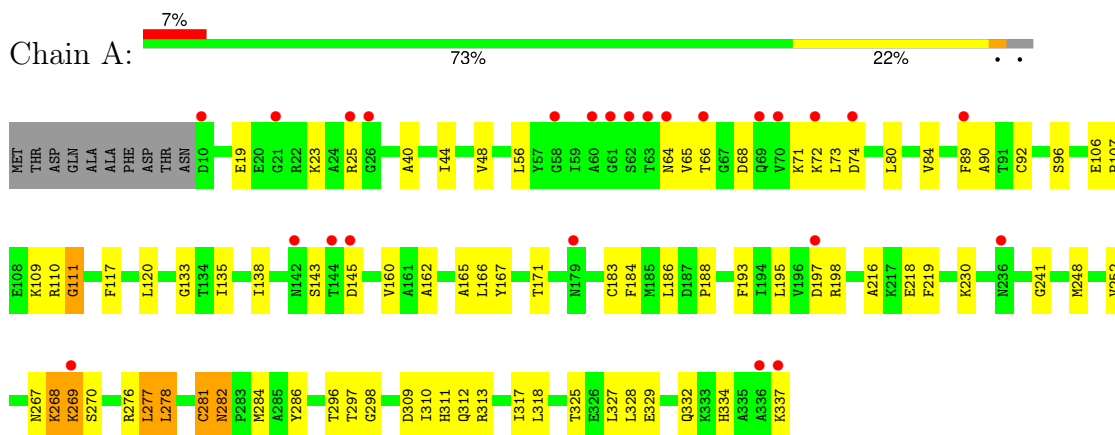 7%
Chain A:
73% 22% • •
MET THR ASP GLN ALA ALA PHE ASP THR ASN D10 E19 E20 G21 R22 K23 A24 R25 G26 A40 I44 V48 L56 Y57 G58 I59 A60 G61 S62 T63 N64 V65 T66 G67 D68 Q69 V70 K71 K72 L73 D74 L80 V84 F89 A90 T91 C92 S96 E106
E108 K109 R110 G111 F117 L120 G133 T134 I135 I138 N142 S143 T144 D145 V160 A161 A162 A165 L166 Y167 T171 N179 C183 F184 M185 L186 D187 P188 F193 I194 L195 V196 D197 R198 A216 K217 E218 F219 K230 N236 G241 M248
N267 K268 K269 S270 R276 L277 L278 C281 N282 P283 M284 A285 Y286 T296 T297 G298 D309 I310 H311 Q312 R313 I317 L318 T325 E326 L327 L328 E329 Q332 K333 H334 A335 A336 K337